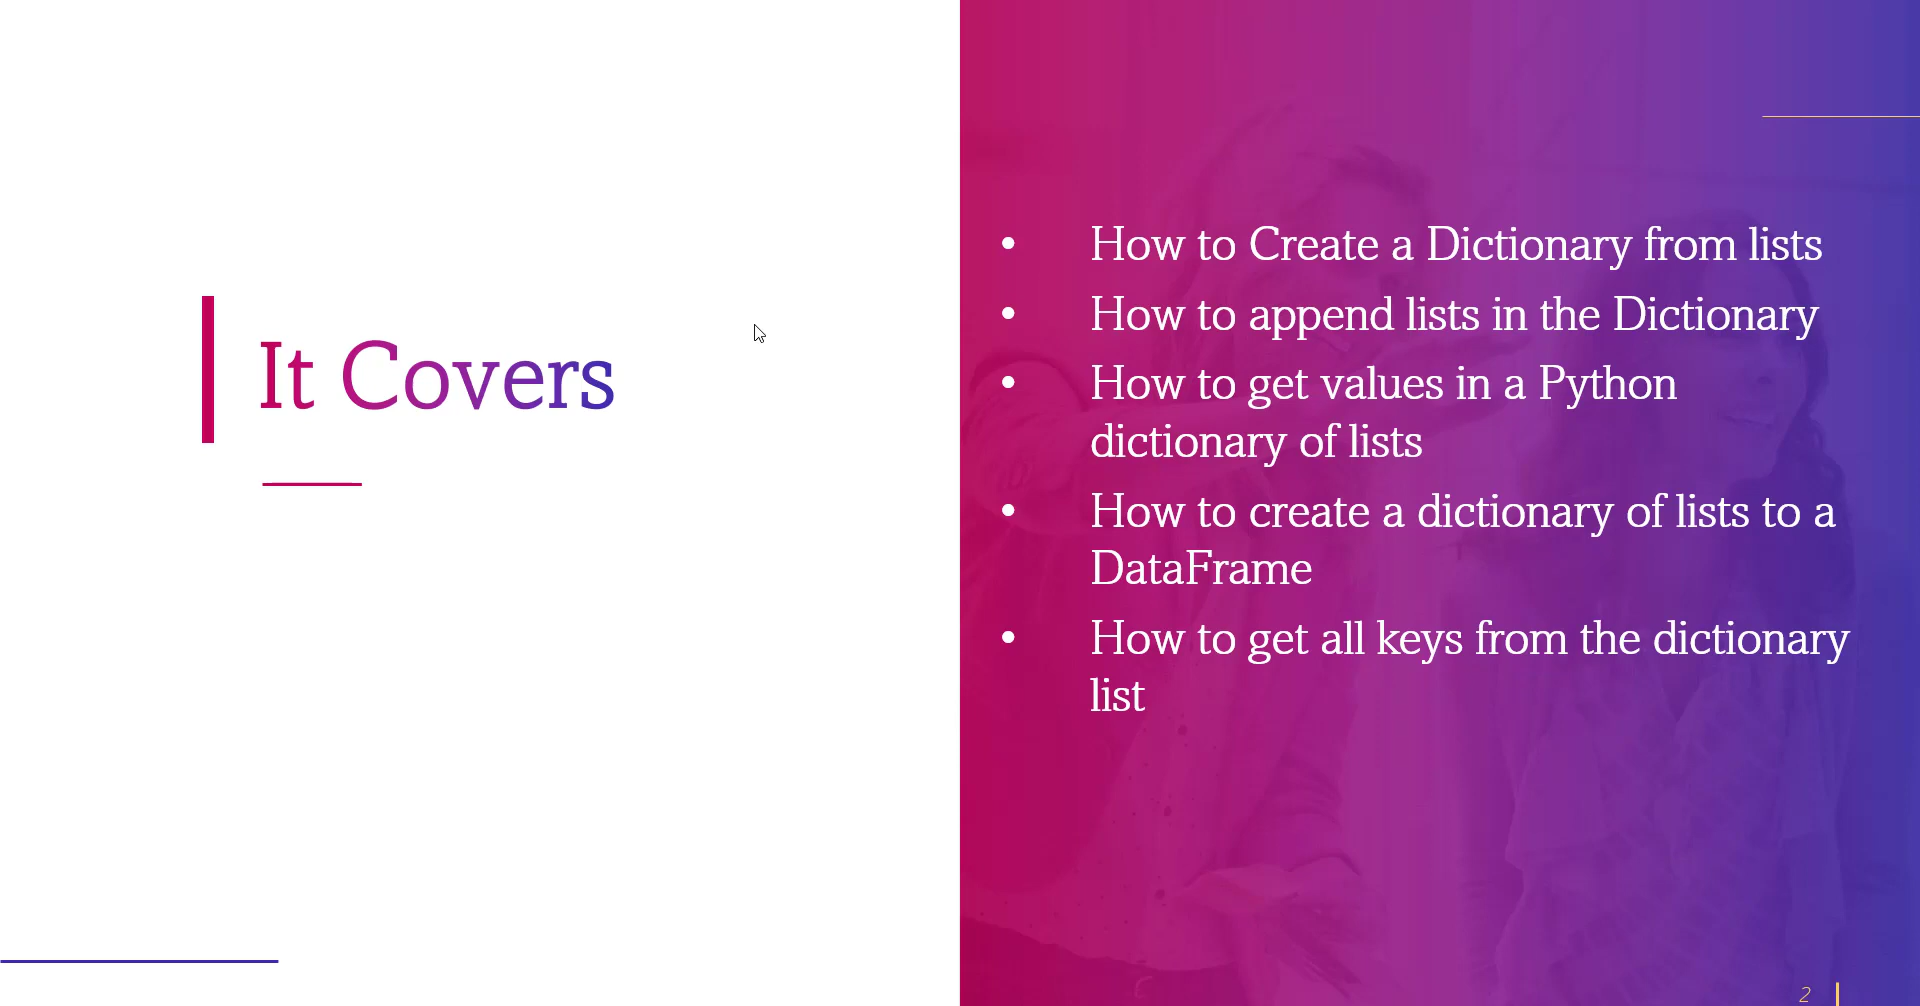 It Covers
• How to Create a Dictionary from lists
• How to append lists in the Dictionary
• How to get values in a Python
dictionary of lists
• How to create a dictionary of lists to a
DataFrame
• How to get all keys from the dictionary
list
2